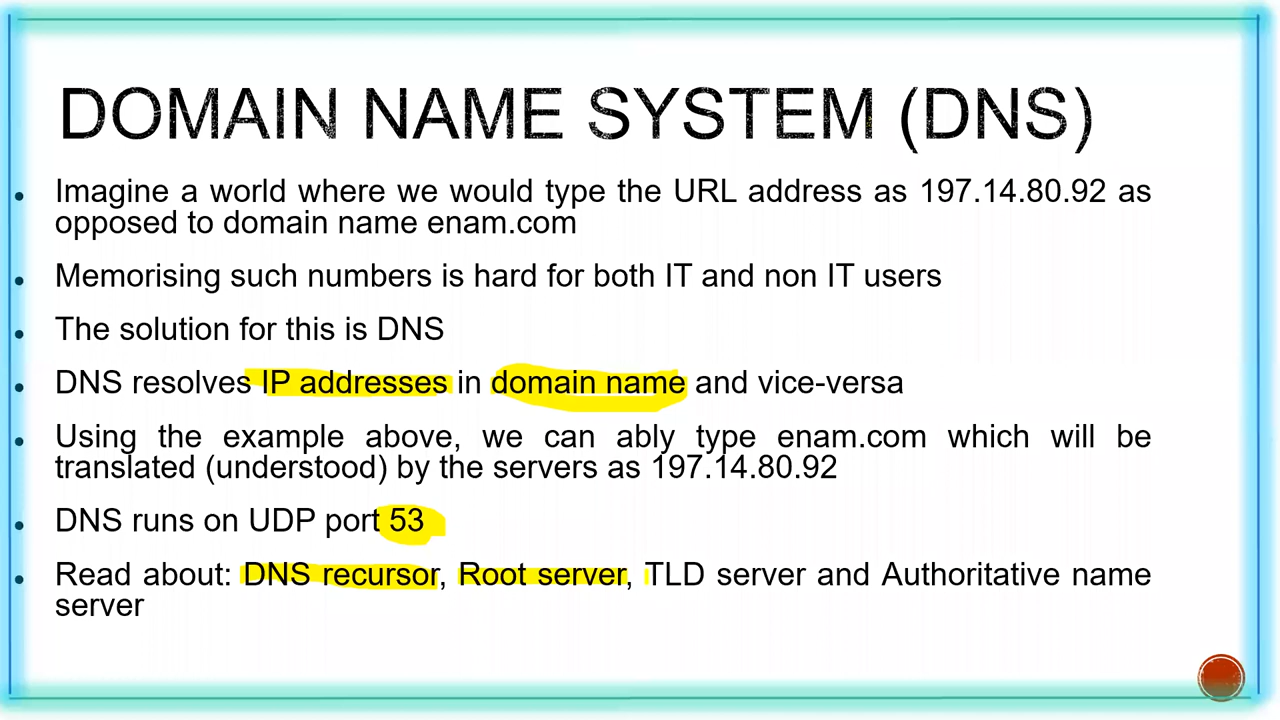 DOMAIN NAME SYSTEM (DNS)
Imagine a world where we would type the URL address as 197.14.80.92 as
opposed to domain name enam.com
Memorising such numbers is hard for both IT and non IT users
The solution for this is DNS
DNS resolves IP addresses in domain name and vice-versa
Using the example above, we can ably type enam.com which will be
translated (understood) by the servers as 197.14.80.92
DNS runs on UDP port 53
Read about: DNS recursor, Root server, TLD server and Authoritative name
server